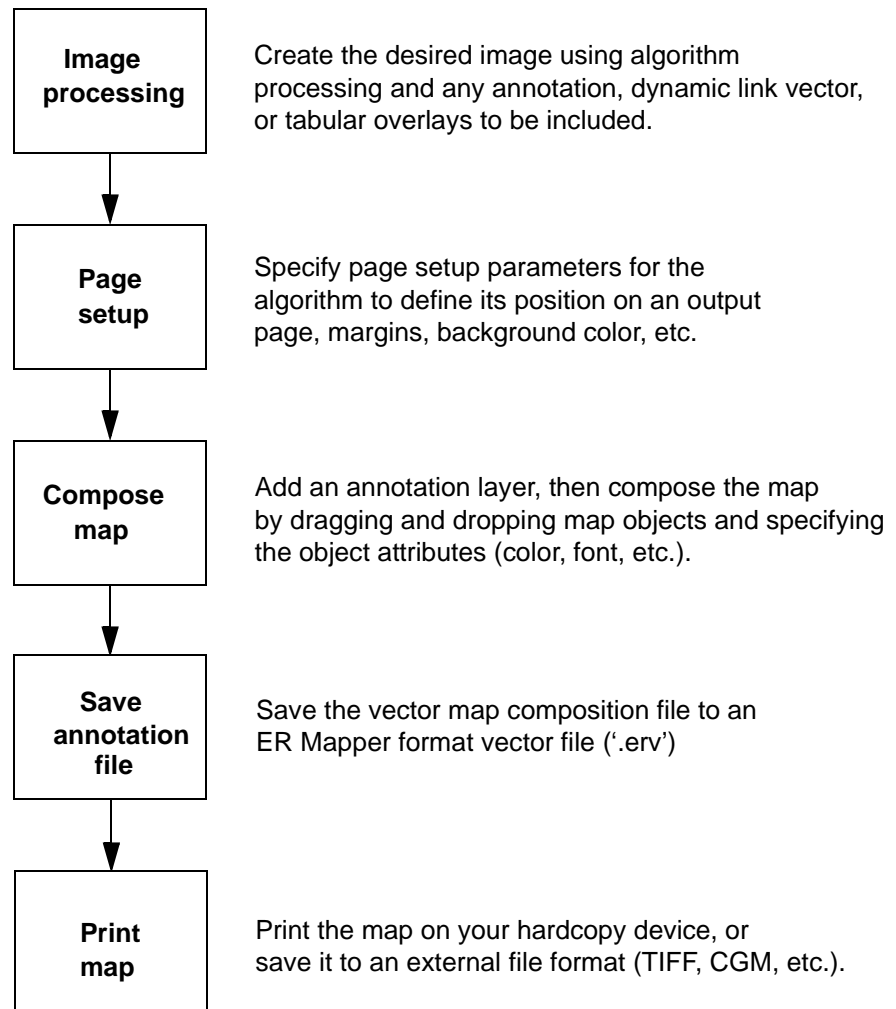 Image
processing
Create the desired image using algorithm
processing and any annotation, dynamic link vector,
or tabular overlays to be included.
Page
setup
Specify page setup parameters for the
algorithm to define its position on an output
page, margins, background color, etc.
Compose
map
Add an annotation layer, then compose the map
by dragging and dropping map objects and specifying
the object attributes (color, font, etc.).
Save
annotation
file
Save the vector map composition file to an
ER Mapper format vector file (‘.erv’)
Print
map
Print the map on your hardcopy device, or
save it to an external file format (TIFF, CGM, etc.).